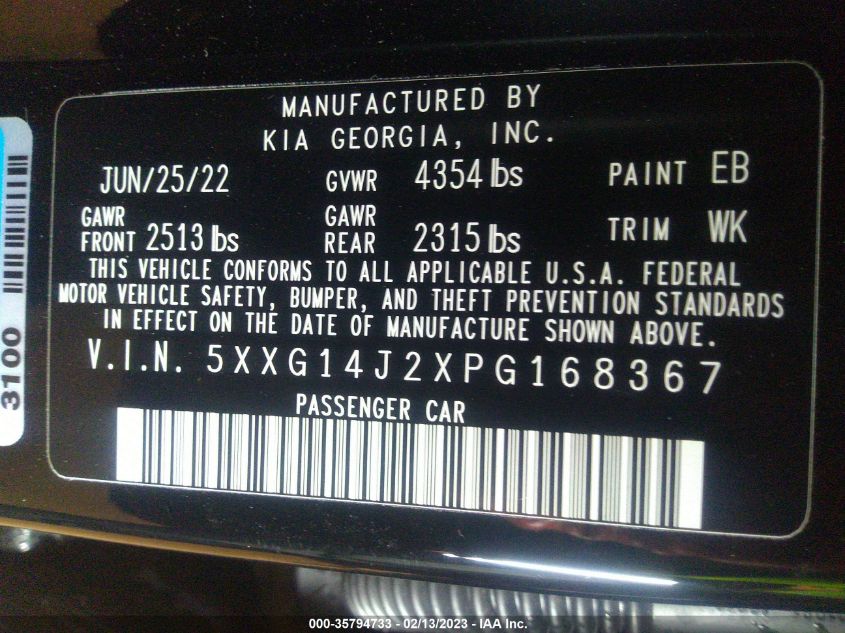 MANUFACTURED BY
KIA GEORGIA, INC.
JUN/25/22 GVWR 4354 lbs PAINT EB
GAWR FRONT 2513 lbs GAWR REAR 2315 lbs TRIM WK
THIS VEHICLE CONFORMS TO ALL APPLICABLE U.S.A. FEDERAL
MOTOR VEHICLE SAFETY, BUMPER, AND THEFT PREVENTION STANDARDS
IN EFFECT ON THE DATE OF MANUFACTURE SHOWN ABOVE.
V.I.N. 5XXG14J2XPG168367
PASSENGER CAR
3100
000-35794733 - 02/13/2023 - IAA Inc.